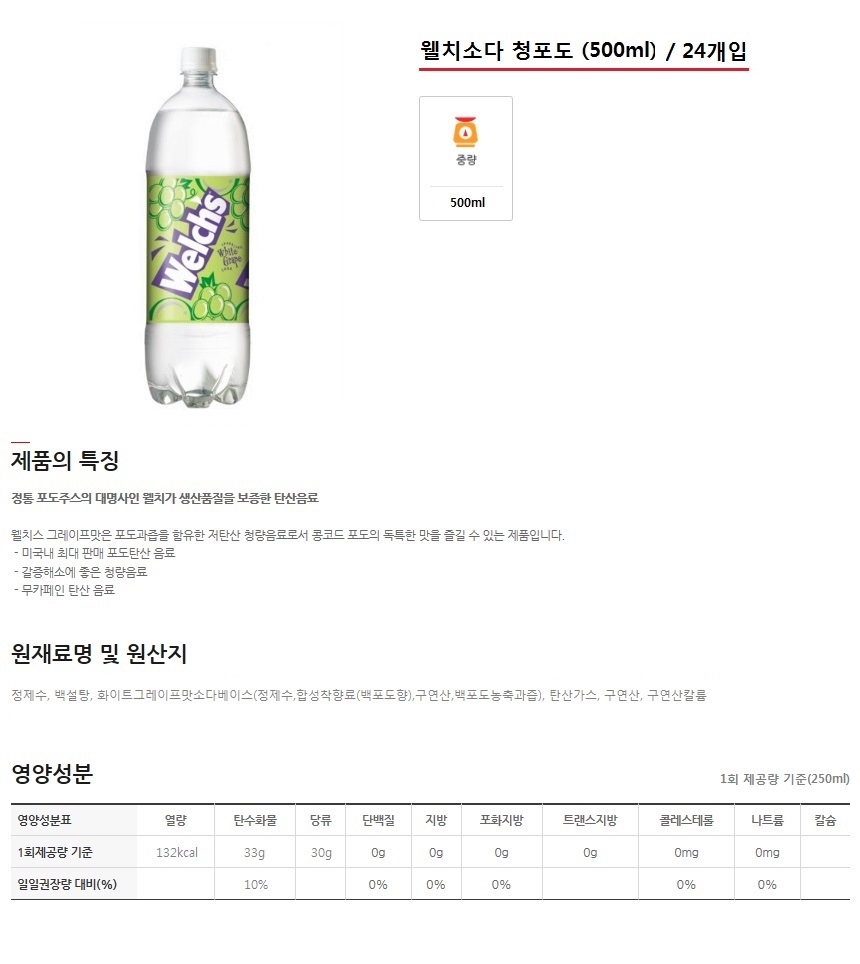 웰치소다 청포도 (500ml) / 24개입
중량
500ml
Welch's
White
Grape
제품의 특징
정통 포도주스의 대명사인 웰치가 생산품질을 보증한 탄산음료
웰치스 그레이프맛은 포도과즙을 함유한 저탄산 청량음료로서 콩코드 포도의 독특한 맛을 즐길 수 있는 제품입니다.
- 미국내 최대 판매 포도탄산 음료
- 갈증해소에 좋은 청량음료
- 무카페인 탄산 음료
원재료명 및 원산지
정제수, 백설탕, 화이트그레이프맛소다베이스(정제수,합성착향료(백포도향),구연산,백포도농축과즙), 탄산가스, 구연산, 구연산칼륨
영양성분
1회 제공량 기준(250ml)
영양성분표 열량 탄수화물 당류 단백질 지방 포화지방 트랜스지방 콜레스테롤 나트륨 칼슘
1회제공량 기준 132kcal 33g 30g 0g 0g 0g 0g 0mg 0mg
일일권장량 대비(%) 10% 0% 0% 0% 0% 0%